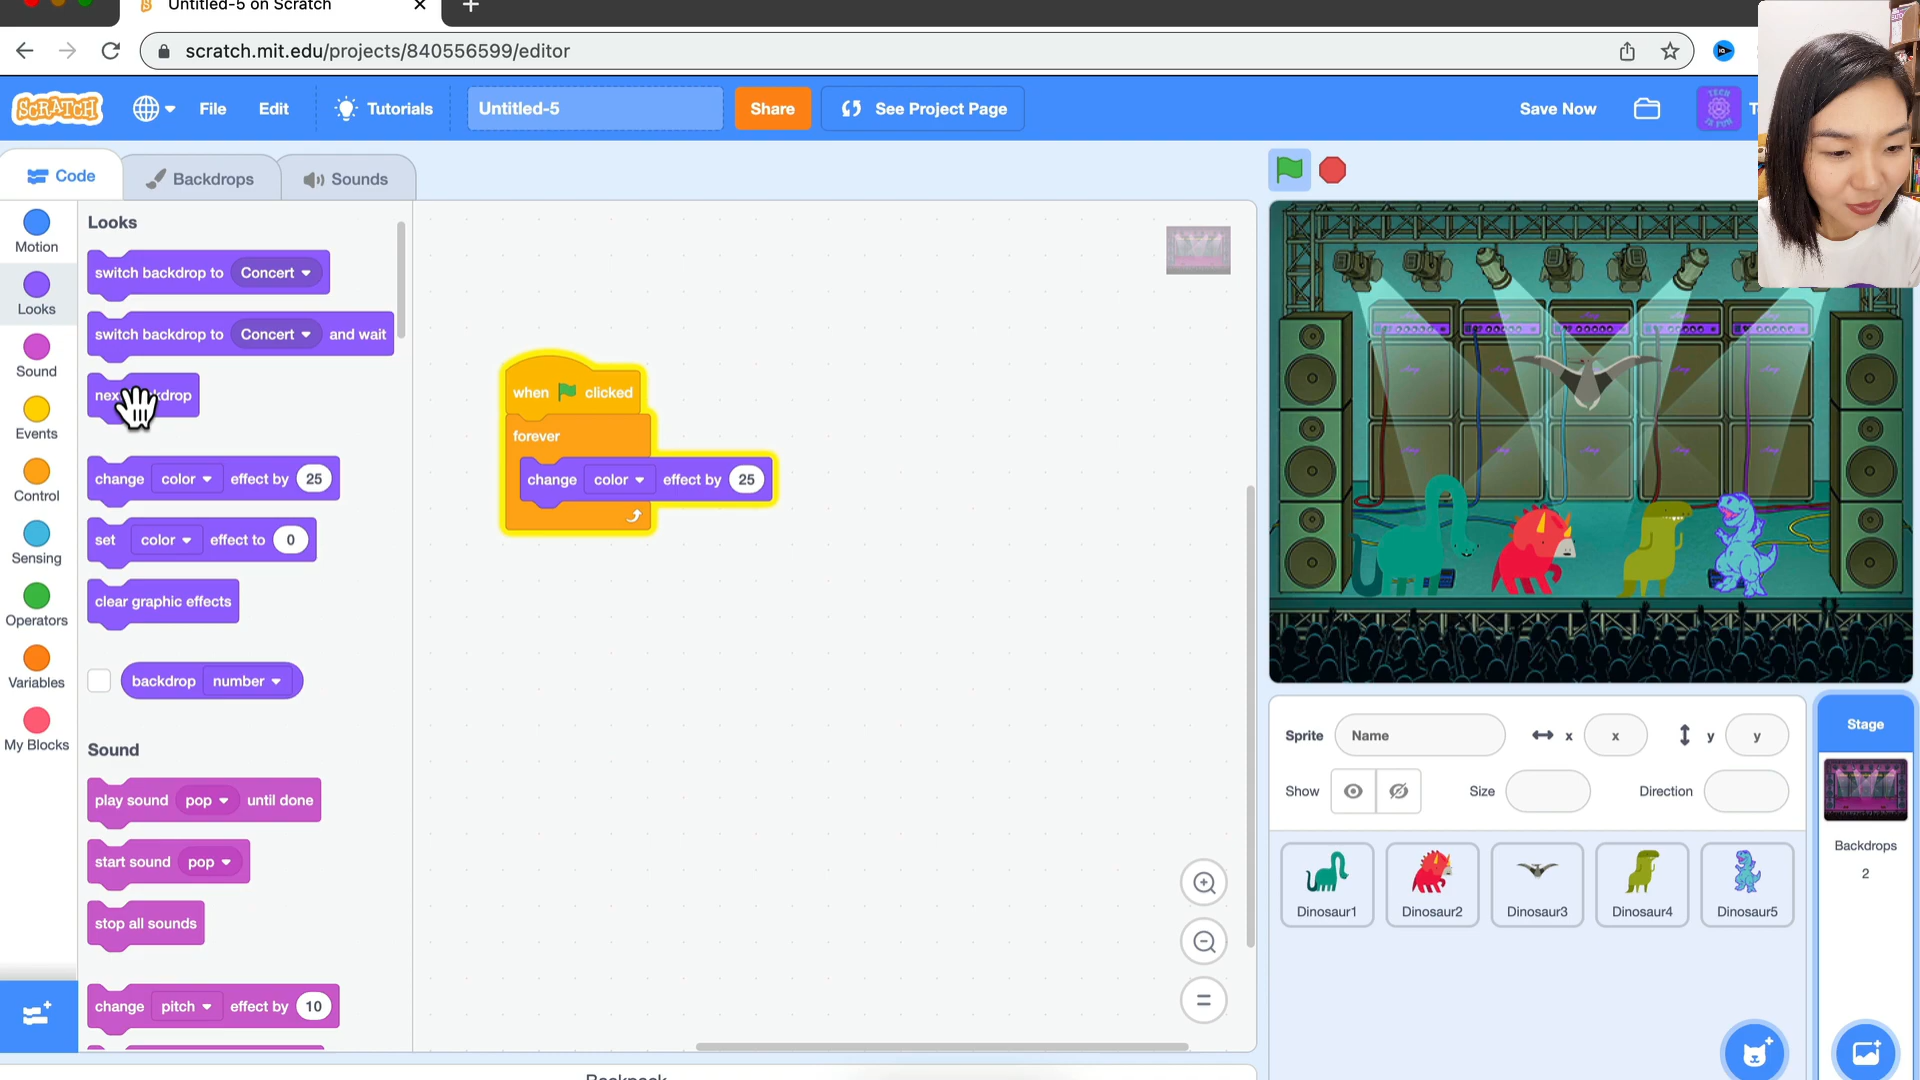 Untitled-5 on Scratch
scratch.mit.edu/projects/840556599/editor
SCRATCH
File
Edit
Tutorials
Untitled-5
Share
See Project Page
Save Now
TECH IS FUN
Code
Backdrops
Sounds
Motion
Looks
Sound
Events
Control
Sensing
Operators
Variables
My Blocks
Looks
switch backdrop to Concert
switch backdrop to Concert and wait
change color effect by 25
set color effect to 0
clear graphic effects
backdrop number
Sound
play sound pop until done
start sound pop
stop all sounds
change pitch effect by 10
when clicked
forever
change color effect by 25
Sprite Name x x y y
Show Size Direction
Dinosaur1
Dinosaur2
Dinosaur3
Dinosaur4
Dinosaur5
Stage
Backdrops
2